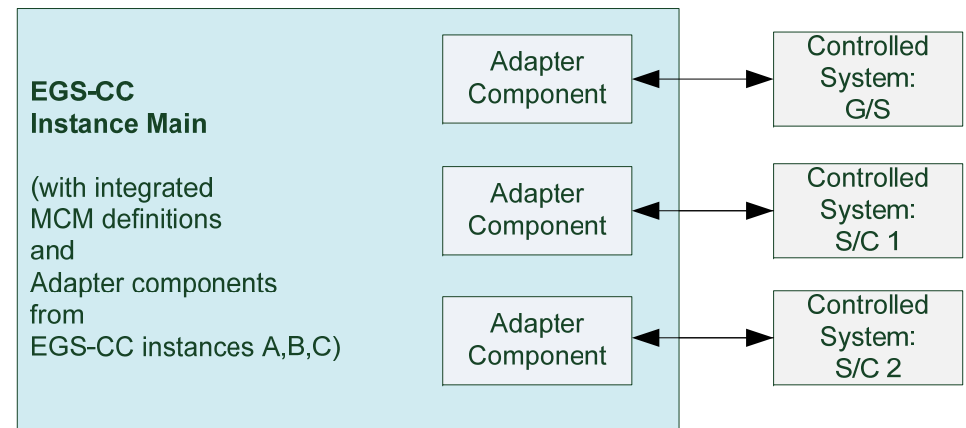 EGS-CC
Instance Main
(with integrated
MCM definitions
and
Adapter components
from
EGS-CC instances A,B,C)
Adapter
Component
Controlled
System:
G/S
Adapter
Component
Controlled
System:
S/C 1
Adapter
Component
Controlled
System:
S/C 2